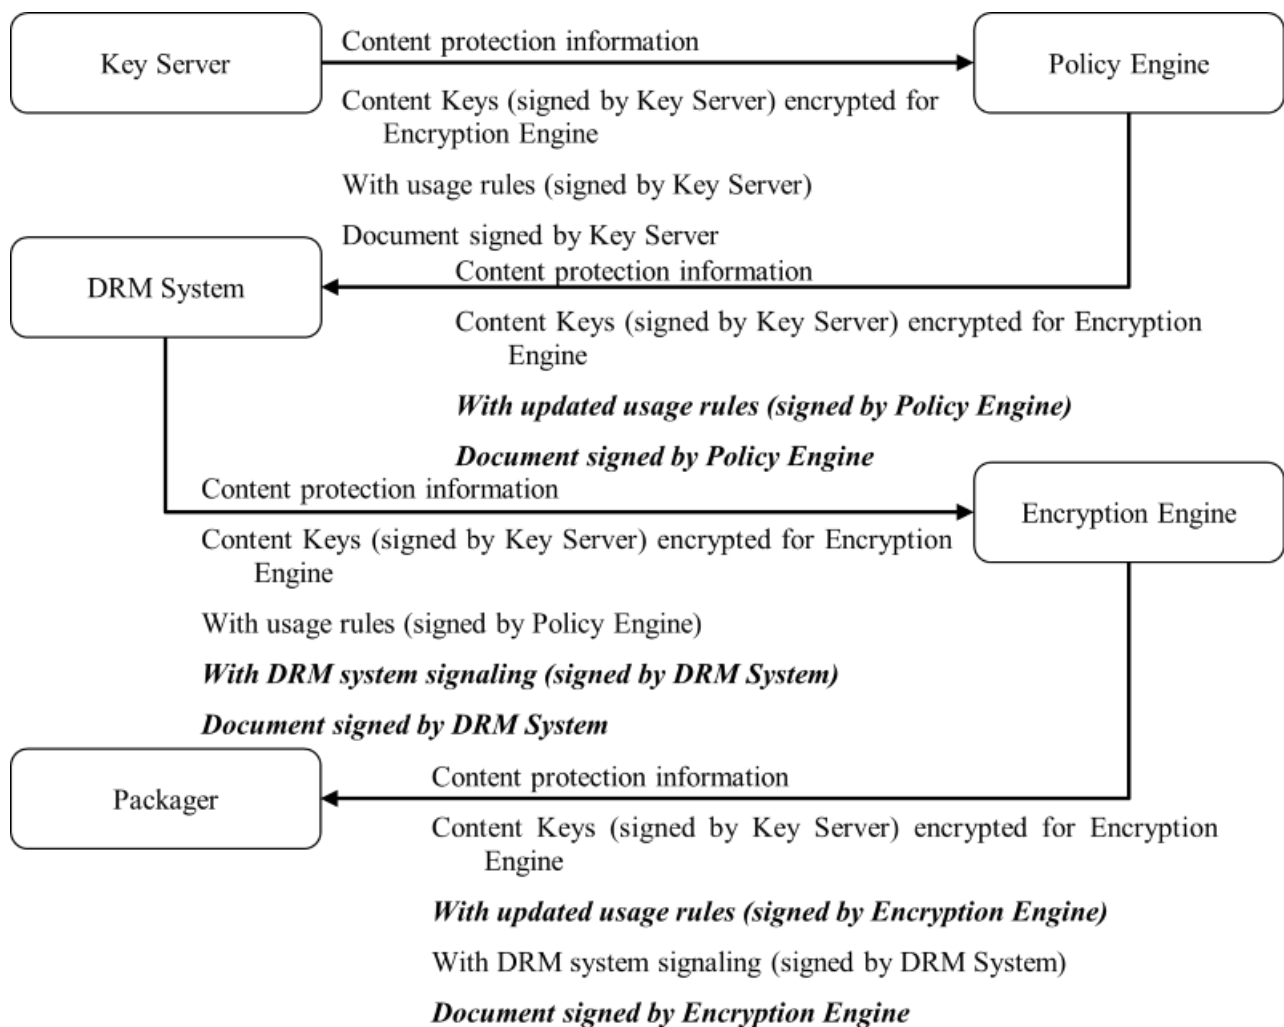 Key Server
Content protection information
Policy Engine
Content Keys (signed by Key Server) encrypted for
Encryption Engine
With usage rules (signed by Key Server)
Document signed by Key Server
DRM System
Content protection information
Content Keys (signed by Key Server) encrypted for Encryption
Engine
With updated usage rules (signed by Policy Engine)
Document signed by Policy Engine
Content protection information
Encryption Engine
Content Keys (signed by Key Server) encrypted for Encryption
Engine
With usage rules (signed by Policy Engine)
With DRM system signaling (signed by DRM System)
Document signed by DRM System
Packager
Content protection information
Content Keys (signed by Key Server) encrypted for Encryption
Engine
With updated usage rules (signed by Encryption Engine)
With DRM system signaling (signed by DRM System)
Document signed by Encryption Engine